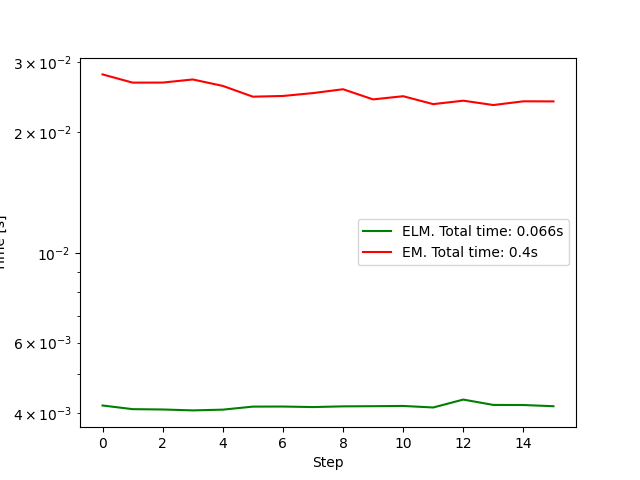 3 × 10⁻²
2 × 10⁻²
10⁻²
6 × 10⁻³
4 × 10⁻³
[s]
ELM. Total time: 0.066s
EM. Total time: 0.4s
0 2 4 6 8 10 12 14
Step